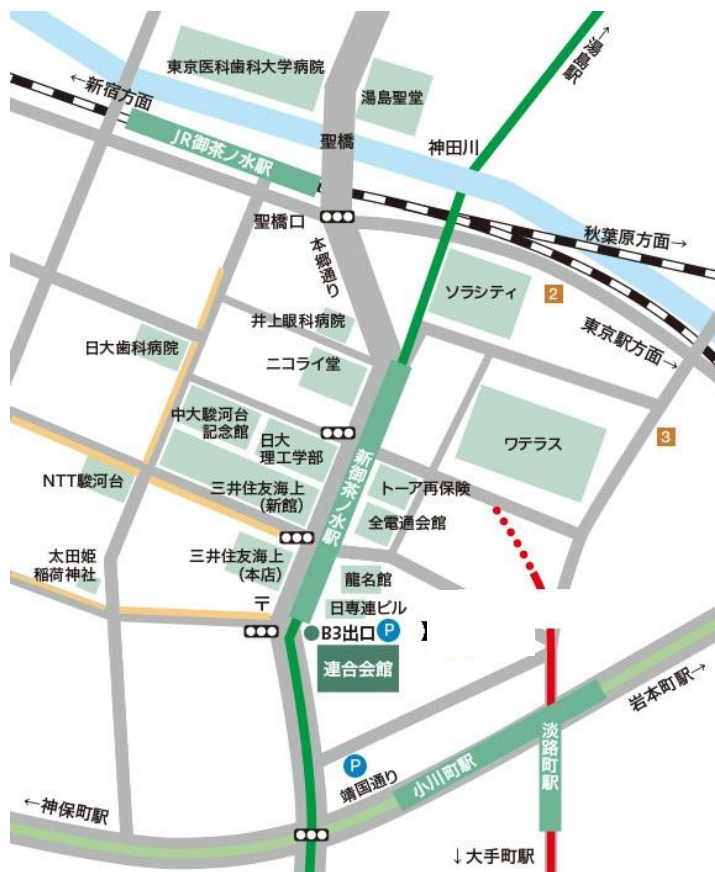 東京医科歯科大学病院
←湯島駅
←新宿方面
湯島聖堂
聖橋
神田川
JR御茶ノ水駅
聖橋口
秋葉原方面→
本郷通り
ソラシティ
2
井上眼科病院
東京駅方面→
日大歯科病院
ニコライ堂
中大駿河台
記念館
日大
理工学部
ワテラス
3
新御茶ノ水駅
NTT駿河台
三井住友海上
(新館)
トーア再保険
全電通会館
太田姫
稲荷神社
三井住友海上
(本店)
龍名館
〒
日専連ビル
B3出口
P
連合会館
岩本町駅→
淡路町駅
P
靖国通り
小川町駅
←神保町駅
↓大手町駅